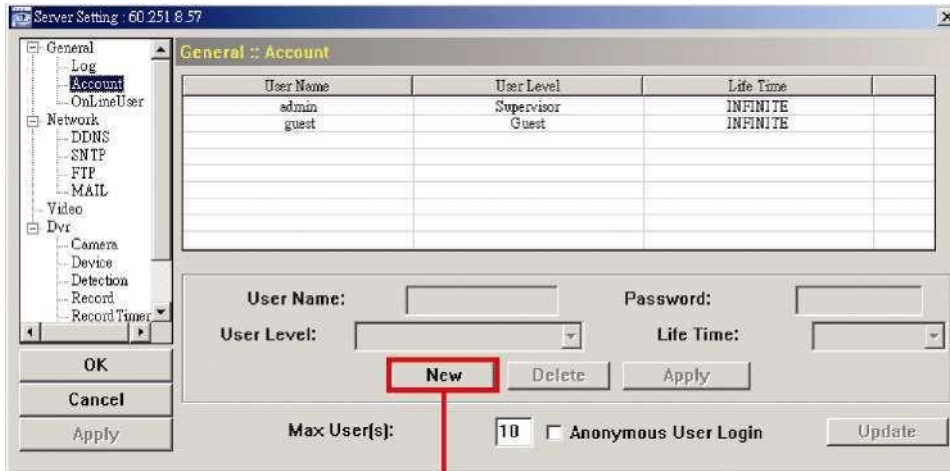 Server Setting : 60.251.8.57
General
Log
Account
OnLineUser
Network
DDNS
SNTP
FTP
MAIL
Video
Dvr
Camera
Device
Detection
Record
RecordTimer
OK
Cancel
Apply
General :: Account
User Name User Level Life Time
admin Supervisor INFINITE
guest Guest INFINITE
User Name: Password:
User Level: Life Time:
New Delete Apply
Max User(s): 10 Anonymous User Login Update